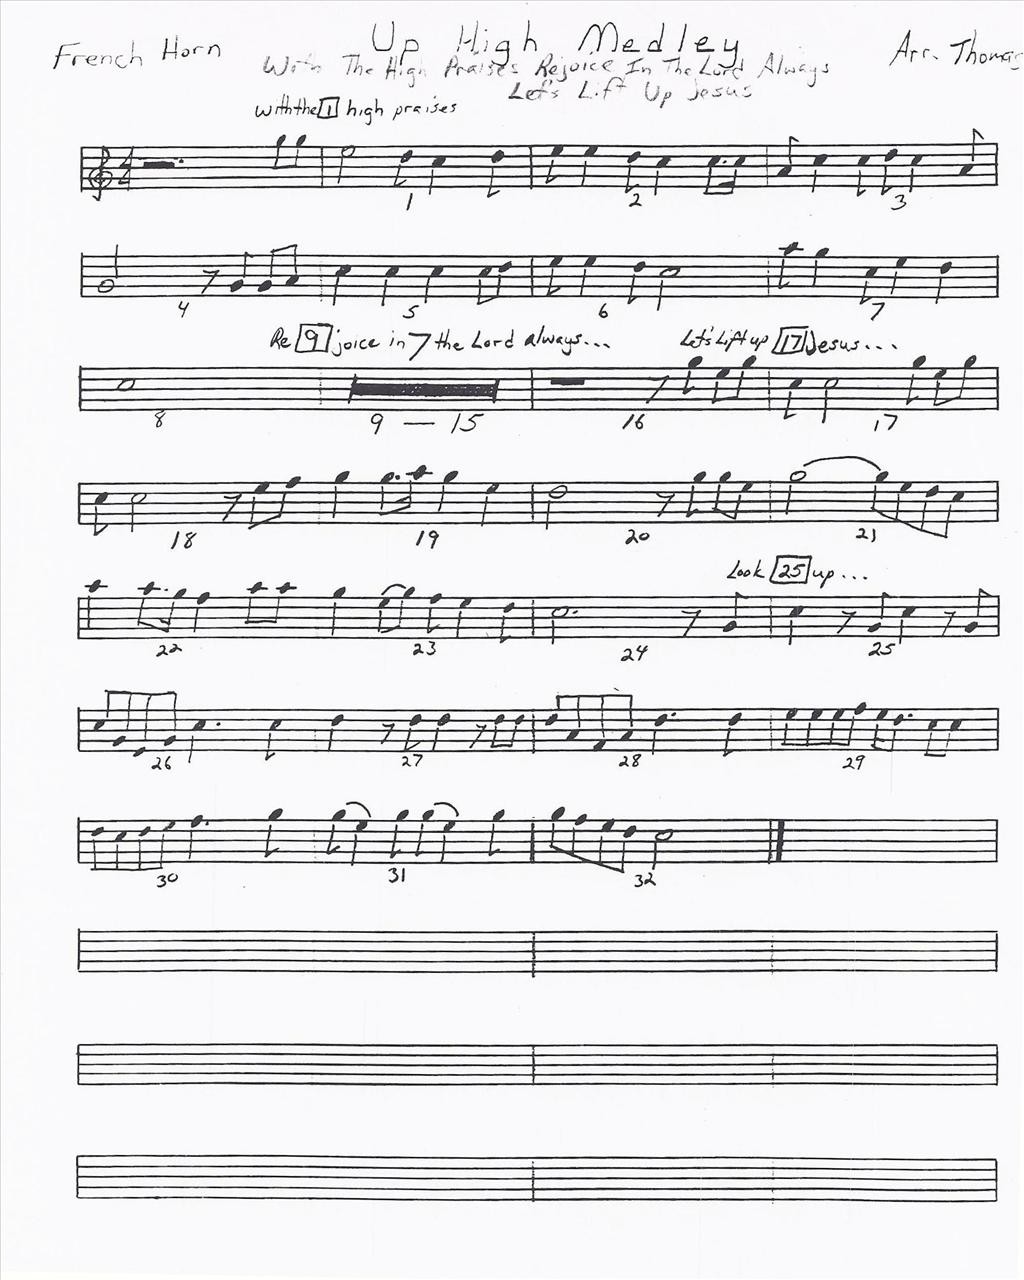 French Horn
Up High Medley
Arr. Thomas
With The High Praises Rejoice In The Lord Always
Let's Lift Up Jesus
with the 1 high praises
4
4
1 2 3
4 5 6 7
Re 9 joice in 7 the Lord always...
Let's Lift up 17 Jesus...
8 9 — 15 16 17
18 19 20 21
Look 25 up...
22 23 24 25
26 27 28 29
30 31 32